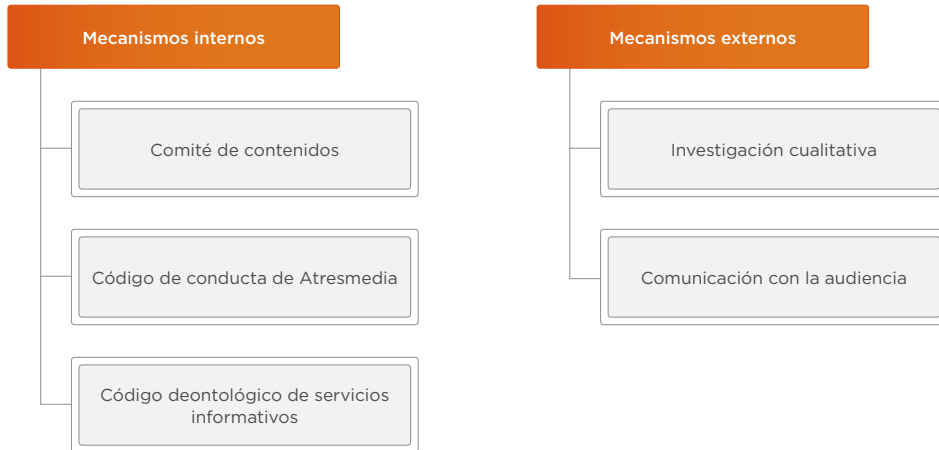 Mecanismos internos
Comité de contenidos
Código de conducta de Atresmedia
Código deontológico de servicios
informativos
Mecanismos externos
Investigación cualitativa
Comunicación con la audiencia